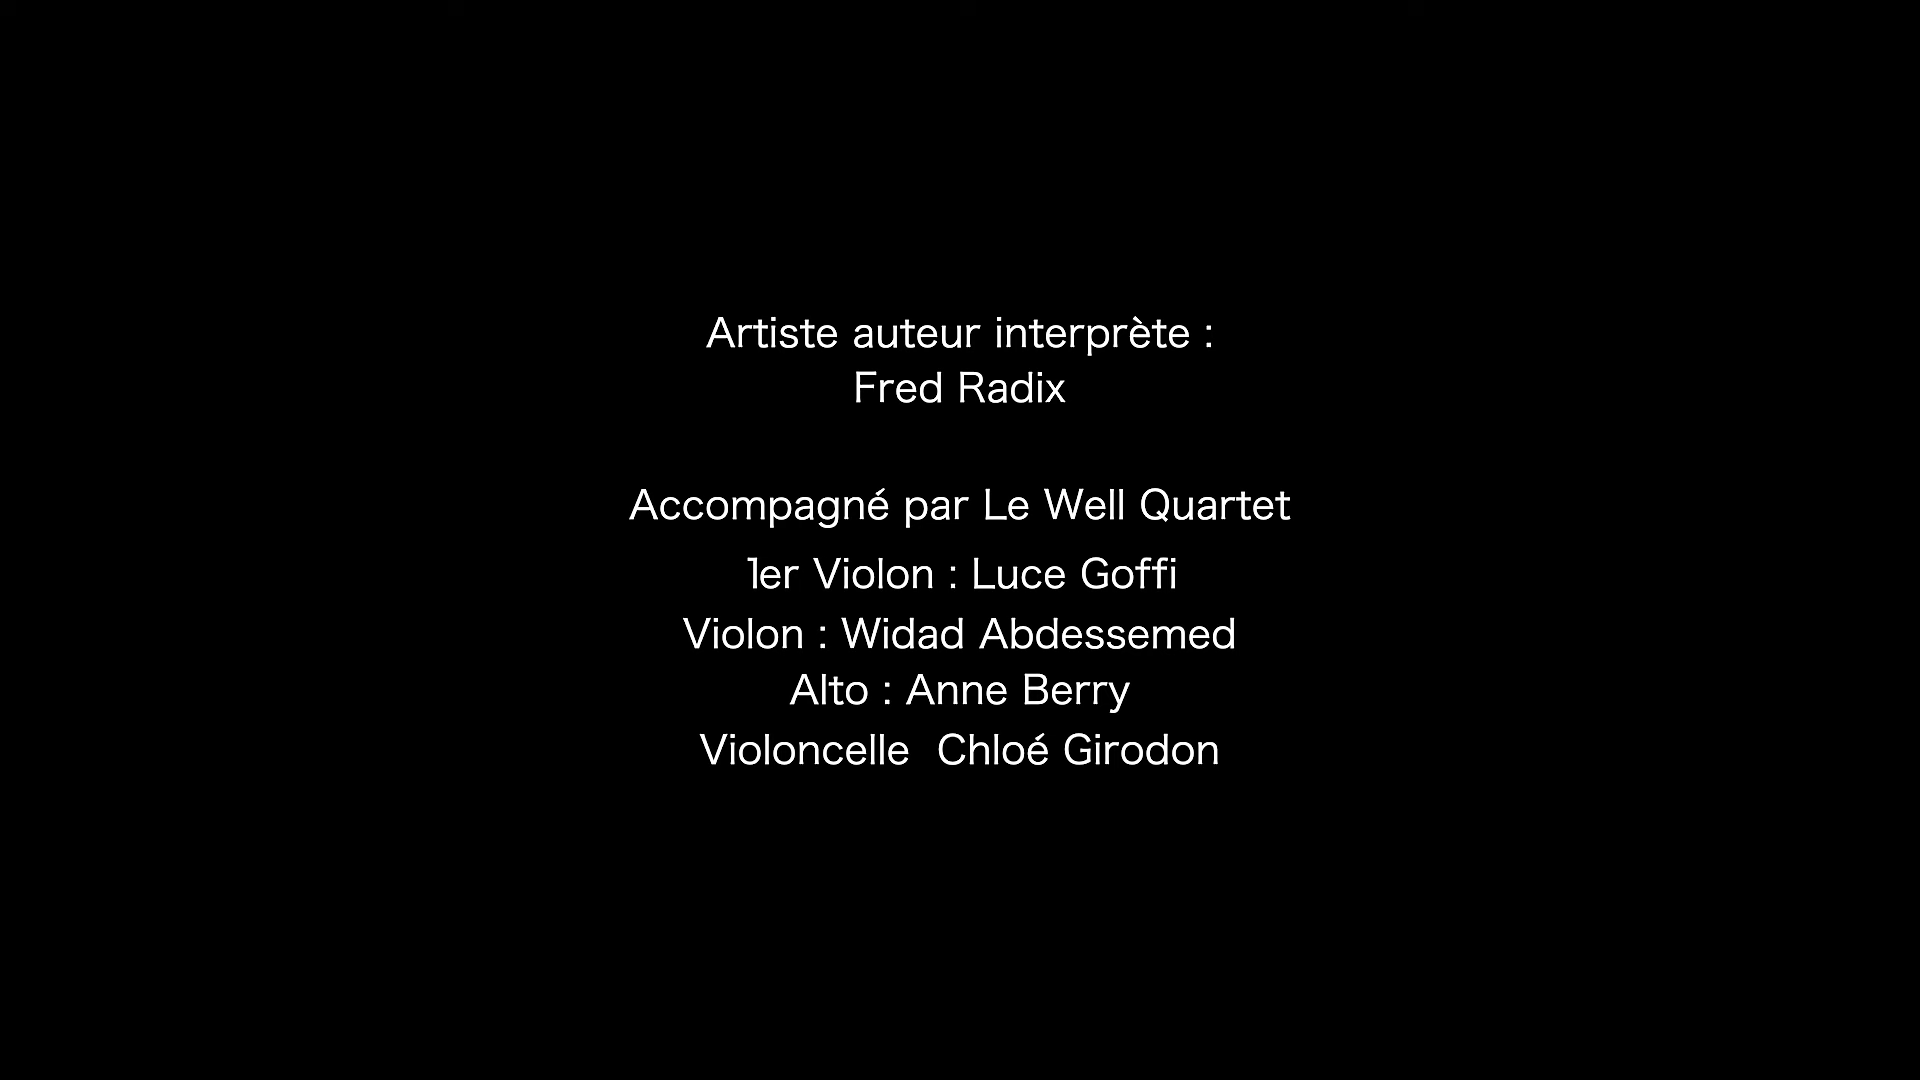 Artiste auteur interprète :
Fred Radix
Accompagné par Le Well Quartet
1er Violon : Luce Goffi
Violon : Widad Abdessemed
Alto : Anne Berry
Violoncelle  Chloé Girodon